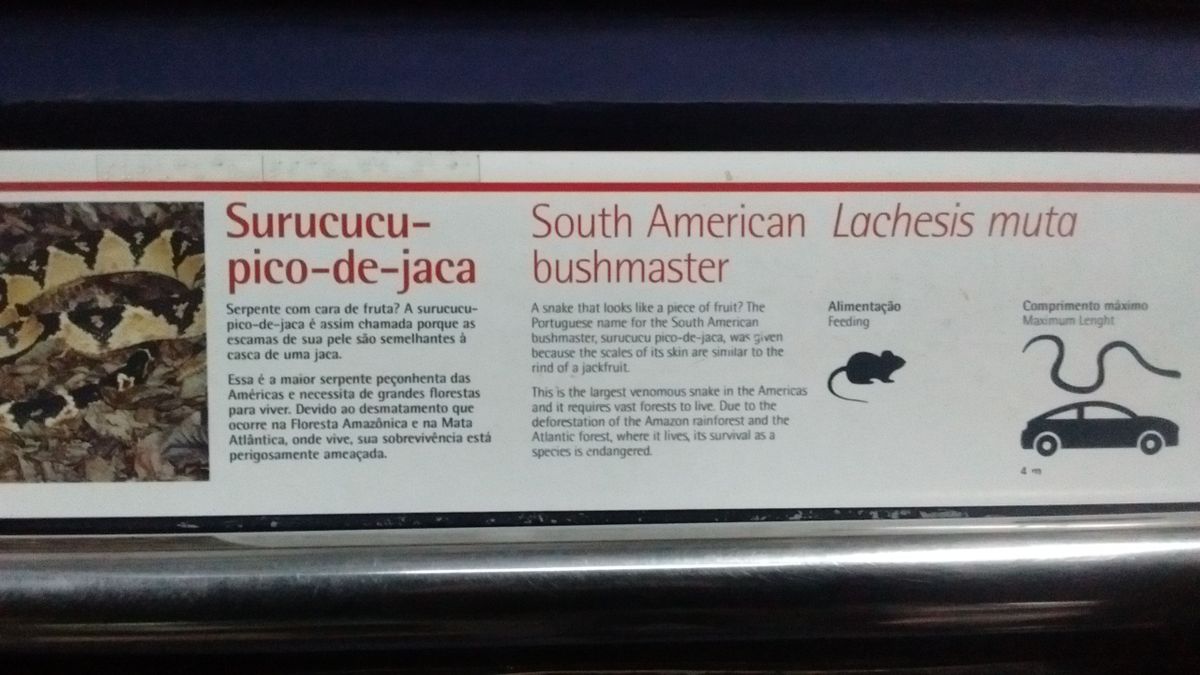 Surucucu-
pico-de-jaca
Serpente com cara de fruta? A surucucu-
pico-de-jaca é assim chamada porque as
escamas de sua pele são semelhantes à
casca de uma jaca.
Essa é a maior serpente peçonhenta das
Américas e necessita de grandes florestas
para viver. Devido ao desmatamento que
ocorre na Floresta Amazônica e na Mata
Atlântica, onde vive, sua sobrevivência está
perigosamente ameaçada.
South American
bushmaster
A snake that looks like a piece of fruit? The
Portuguese name for the South American
bushmaster, surucucu pico-de-jaca, was given
because the scales of its skin are similar to the
rind of a jackfruit.
This is the largest venomous snake in the Americas
and it requires vast forests to live. Due to the
deforestation of the Amazon rainforest and the
Atlantic forest, where it lives, its survival as a
species is endangered.
Lachesis muta
Alimentação
Feeding
Comprimento máximo
Maximum Lenght
4 m